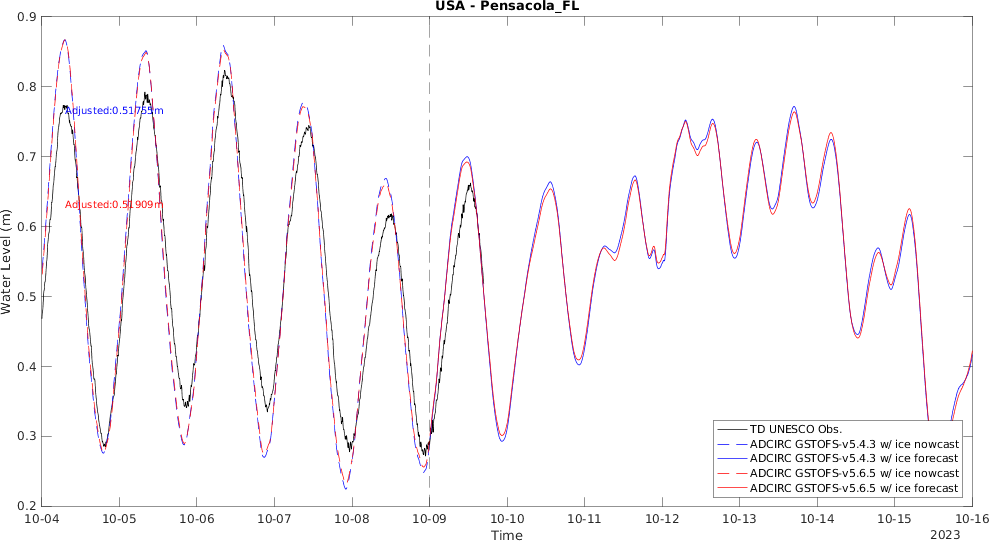 USA - Pensacola_FL
0.9
0.8
0.7
0.6
0.5
0.4
0.3
0.2
Water Level (m)
Adjusted:0.51755m
Adjusted:0.51909m
TD UNESCO Obs.
ADCIRC GSTOFS-v5.4.3 w/ ice nowcast
ADCIRC GSTOFS-v5.4.3 w/ ice forecast
ADCIRC GSTOFS-v5.6.5 w/ ice nowcast
ADCIRC GSTOFS-v5.6.5 w/ ice forecast
10-04 10-05 10-06 10-07 10-08 10-09 10-10 10-11 10-12 10-13 10-14 10-15 10-16
Time
2023